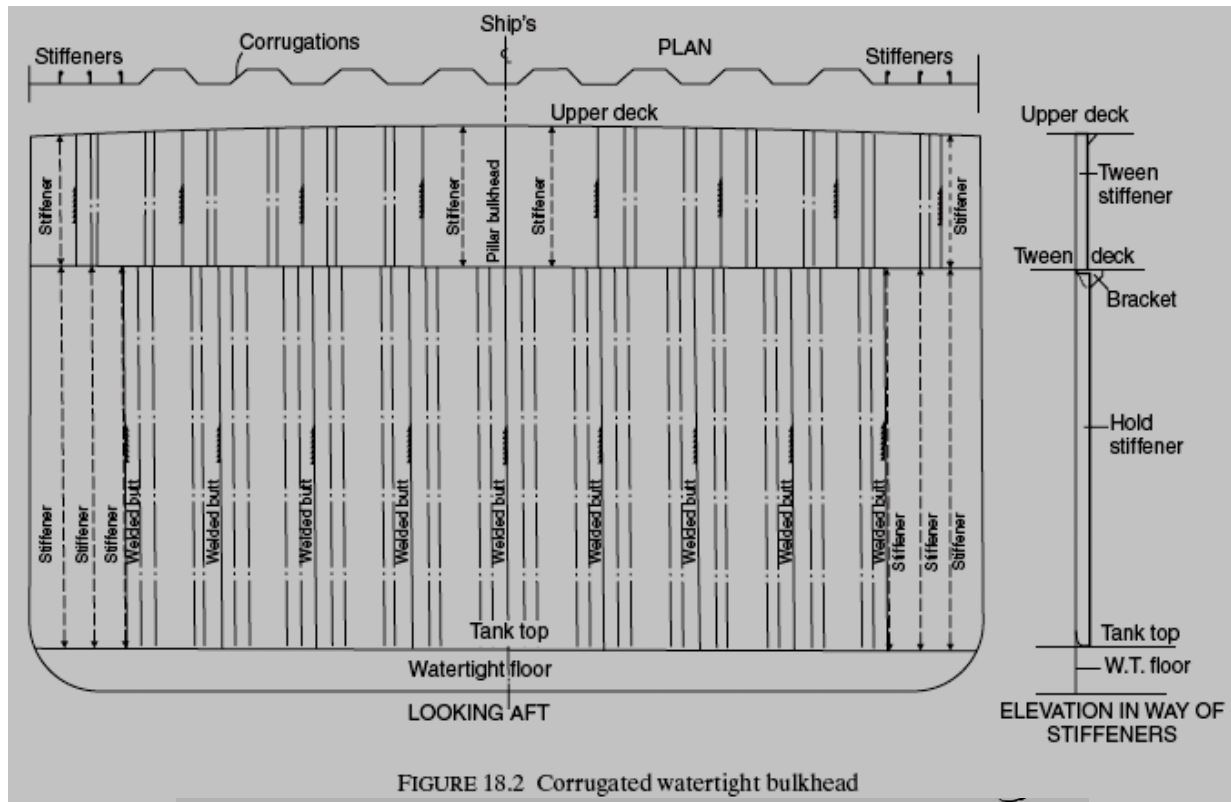 Ship's
℄
PLAN
Stiffeners
Corrugations
Stiffeners
Upper deck
Stiffener
Stiffener
Pillar bulkhead
Stiffener
Stiffener
Stiffener
Stiffener
Stiffener
Welded butt
Welded butt
Welded butt
Welded butt
Welded butt
Welded butt
Welded butt
Welded butt
Welded butt
Stiffener
Stiffener
Stiffener
Tank top
Watertight floor
LOOKING AFT
Upper deck
Tween
stiffener
Tween deck
Bracket
Hold
stiffener
Tank top
W.T. floor
ELEVATION IN WAY OF
STIFFENERS
FIGURE 18.2 Corrugated watertight bulkhead